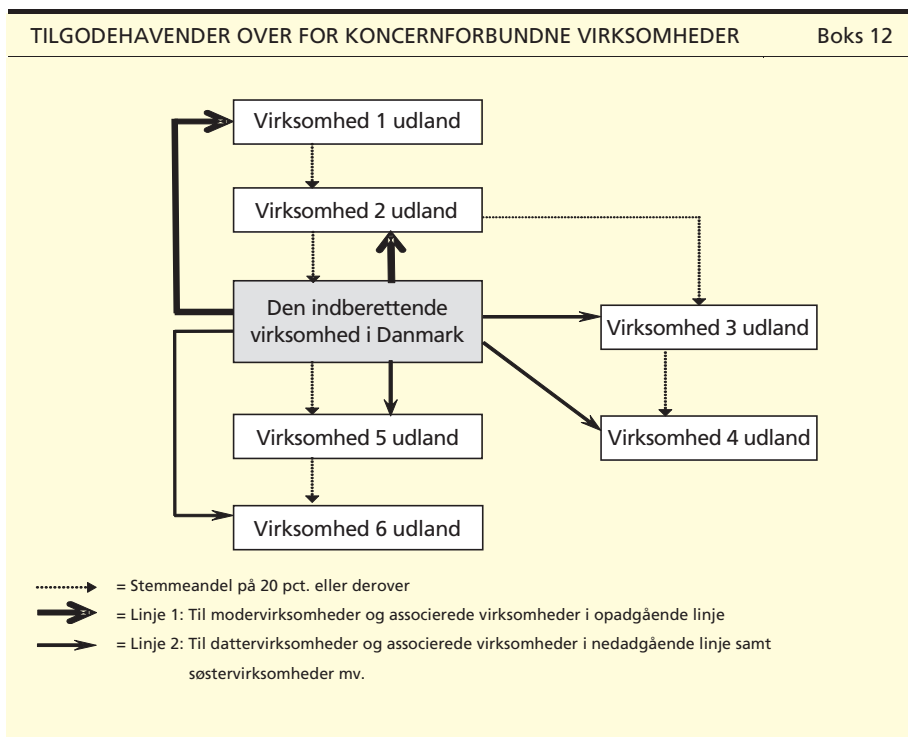 TILGODEHAVENDER OVER FOR KONCERNFORBUNDNE VIRKSOMHEDER Boks 12
Virksomhed 1 udland
Virksomhed 2 udland
Den indberettende
virksomhed i Danmark
Virksomhed 3 udland
Virksomhed 5 udland
Virksomhed 4 udland
Virksomhed 6 udland
= Stemmeandel på 20 pct. eller derover
= Linje 1: Til modervirksomheder og associerede virksomheder i opadgående linje
= Linje 2: Til dattervirksomheder og associerede virksomheder i nedadgående linje samt
søstervirksomheder mv.